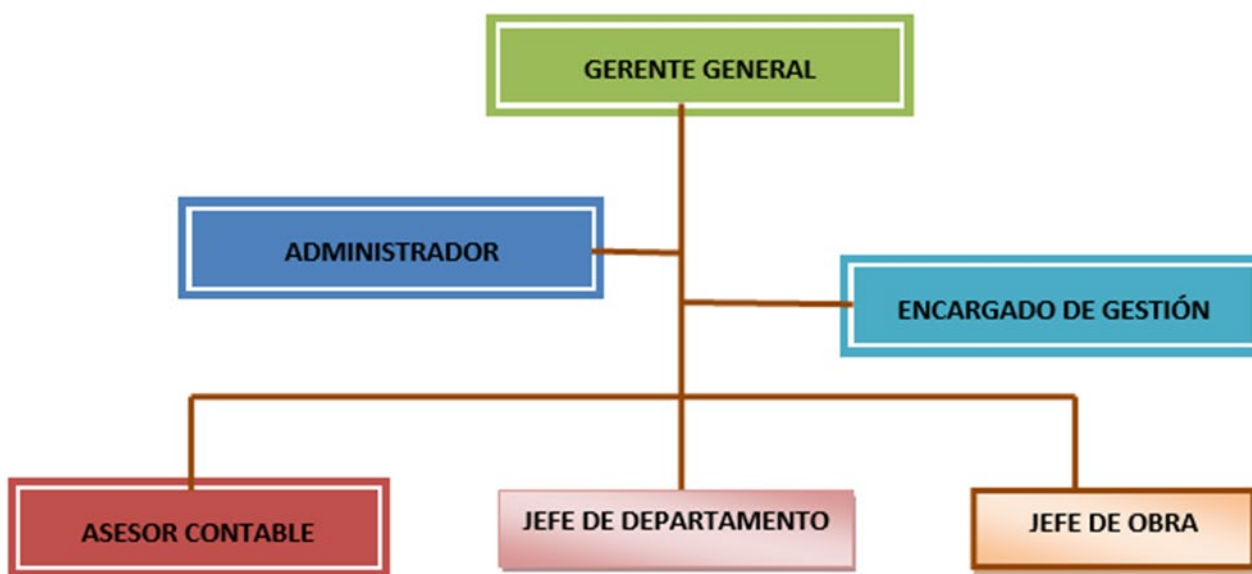 GERENTE GENERAL
ADMINISTRADOR
ENCARGADO DE GESTIÓN
ASESOR CONTABLE
JEFE DE DEPARTAMENTO
JEFE DE OBRA